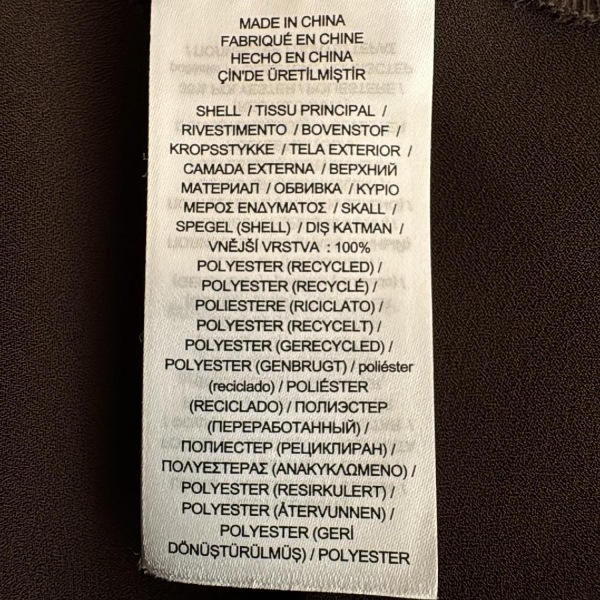 MADE IN CHINA
FABRIQUÉ EN CHINE
HECHO EN CHINA
ÇİN'DE ÜRETİLMİŞTİR
SHELL / TISSU PRINCIPAL /
RIVESTIMENTO / BOVENSTOF /
KROPSSTYKKE / TELA EXTERIOR /
CAMADA EXTERNA / ВЕРХНИЙ
МАТЕРИАЛ / ОБВИВКА / ΚΥΡΙΟ
ΜΕΡΟΣ ΕΝΔΥΜΑΤΟΣ / SKALL /
SPEGEL (SHELL) / DIŞ KATMAN /
VNĚJŠÍ VRSTVA : 100%
POLYESTER (RECYCLED) /
POLYESTER (RECYCLÉ) /
POLIESTERE (RICICLATO) /
POLYESTER (RECYCELT) /
POLYESTER (GERECYCLED) /
POLYESTER (GENBRUGT) / poliéster
(reciclado) / POLIÉSTER
(RECICLADO) / ПОЛИЭСТЕР
(ПЕРЕРАБОТАННЫЙ) /
ПОЛИЕСТЕР (РЕЦИКЛИРАН) /
ΠΟΛΥΕΣΤΕΡΑΣ (ΑΝΑΚΥΚΛΩΜΕΝΟ) /
POLYESTER (RESIRKULERT) /
POLYESTER (ÅTERVUNNEN) /
POLYESTER (GERİ
DÖNÜŞTÜRÜLMÜŞ) / POLYESTER